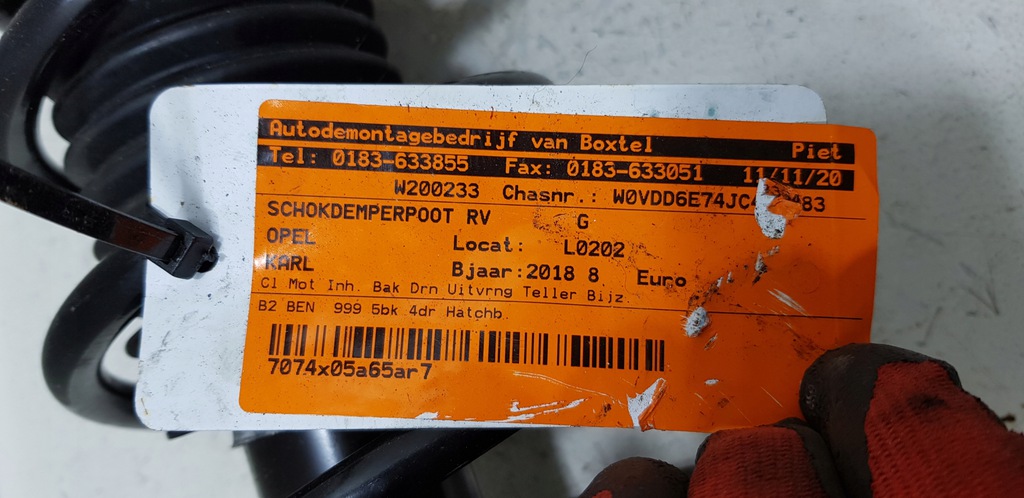 Autodemontagebedrijf van Boxtel Piet
Tel: 0183-633855 Fax: 0183-633051 11/11/20
W200233 Chasnr.:
SCHOKDEMPERPOOT RV G
OPEL Locat: L0202
KARL Bjaar:2018 8 Euro
Cl Mot Inh. Bak Drn Uitvrng Teller Bijz.
B2 BEN 999 5bk 4dr Hatchb.
7074x05a65ar7